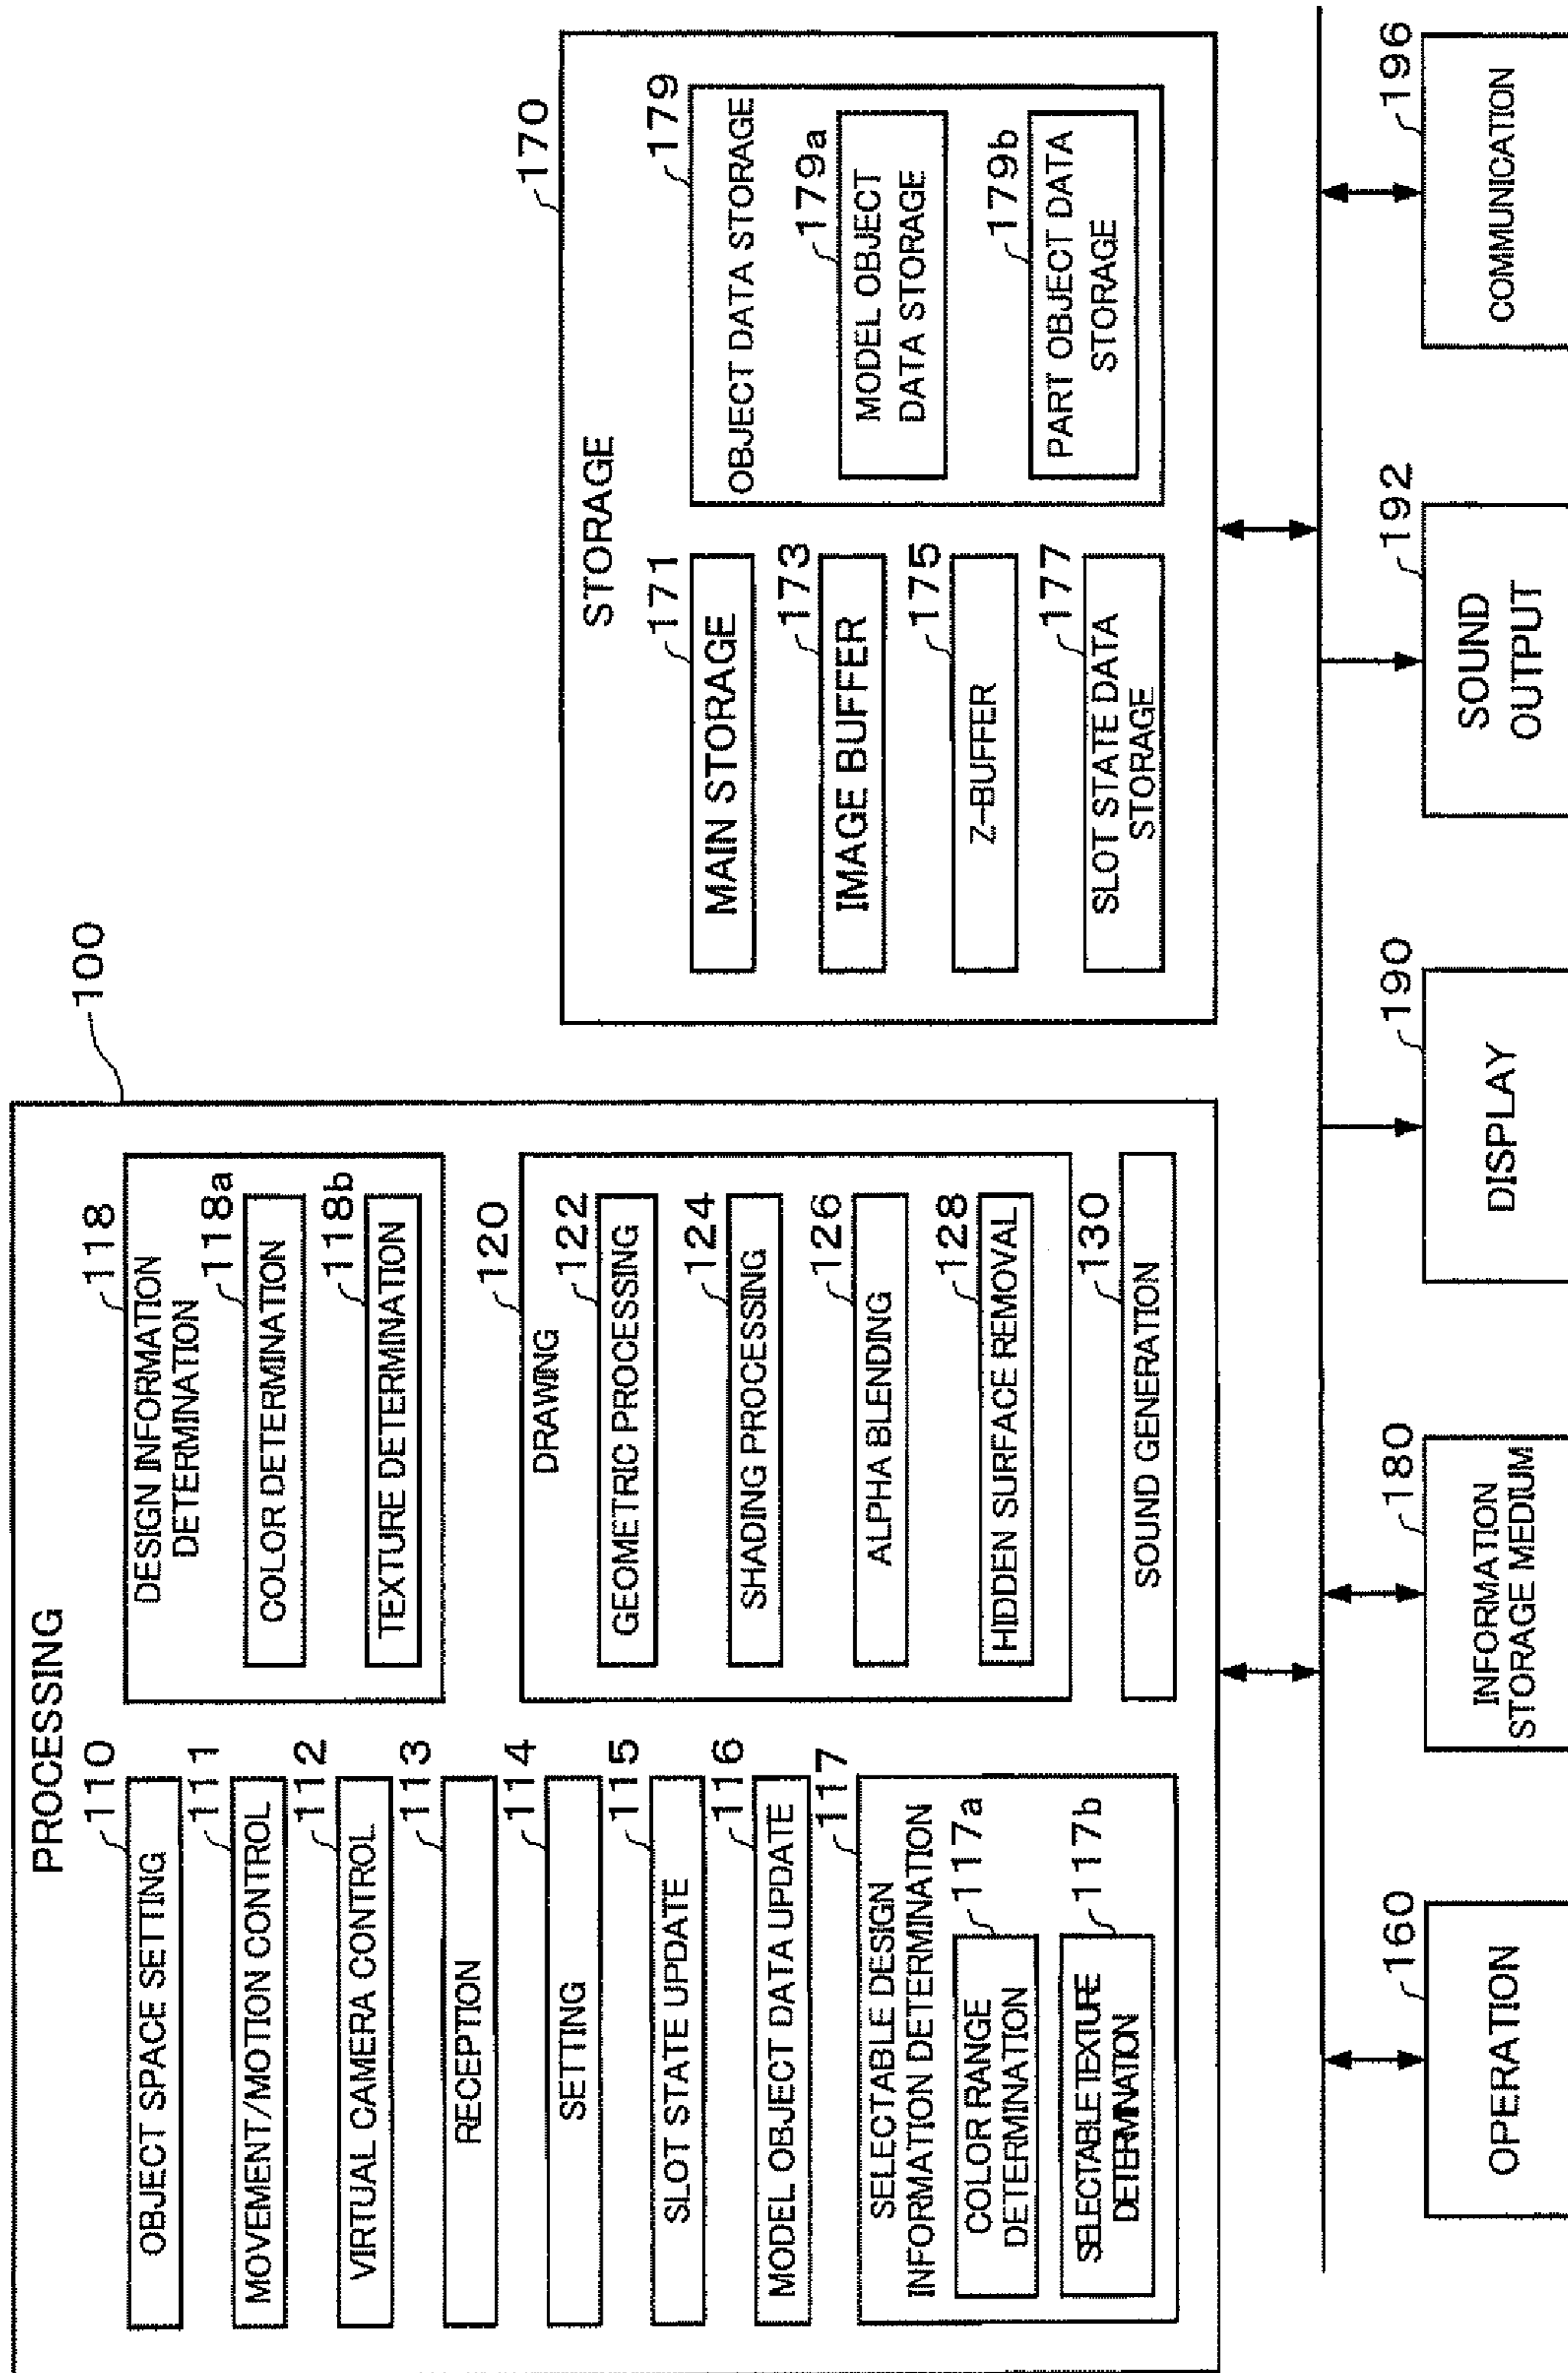 PROCESSING
100
110
OBJECT SPACE SETTING
111
MOVEMENT/MOTION CONTROL
112
VIRTUAL CAMERA CONTROL
113
RECEPTION
114
SETTING
115
SLOT STATE UPDATE
116
MODEL OBJECT DATA UPDATE
117
SELECTABLE DESIGN
INFORMATION DETERMINATION
117a
COLOR RANGE
DETERMINATION
117b
SELECTABLE TEXTURE
DETERMINATION
118
DESIGN INFORMATION
DETERMINATION
118a
COLOR DETERMINATION
118b
TEXTURE DETERMINATION
120
DRAWING
122
GEOMETRIC PROCESSING
124
SHADING PROCESSING
126
ALPHA BLENDING
128
HIDDEN SURFACE REMOVAL
130
SOUND GENERATION
170
STORAGE
171
MAIN STORAGE
173
IMAGE BUFFER
175
Z-BUFFER
177
SLOT STATE DATA
STORAGE
179
OBJECT DATA STORAGE
179a
MODEL OBJECT
DATA STORAGE
179b
PART OBJECT DATA
STORAGE
160
OPERATION
180
INFORMATION
STORAGE MEDIUM
190
DISPLAY
192
SOUND
OUTPUT
196
COMMUNICATION